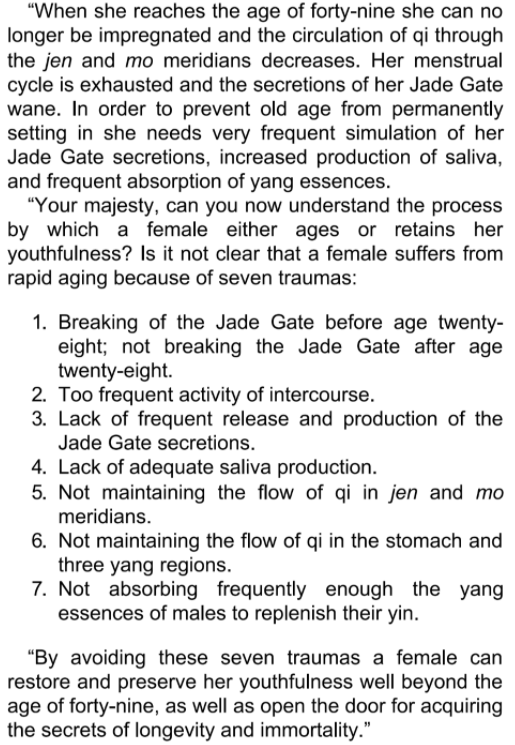 “When she reaches the age of forty-nine she can no
longer be impregnated and the circulation of qi through
the jen and mo meridians decreases. Her menstrual
cycle is exhausted and the secretions of her Jade Gate
wane. In order to prevent old age from permanently
setting in she needs very frequent simulation of her
Jade Gate secretions, increased production of saliva,
and frequent absorption of yang essences.
“Your majesty, can you now understand the process
by which a female either ages or retains her
youthfulness? Is it not clear that a female suffers from
rapid aging because of seven traumas:
1. Breaking of the Jade Gate before age twenty-
eight; not breaking the Jade Gate after age
twenty-eight.
2. Too frequent activity of intercourse.
3. Lack of frequent release and production of the
Jade Gate secretions.
4. Lack of adequate saliva production.
5. Not maintaining the flow of qi in jen and mo
meridians.
6. Not maintaining the flow of qi in the stomach and
three yang regions.
7. Not absorbing frequently enough the yang
essences of males to replenish their yin.
“By avoiding these seven traumas a female can
restore and preserve her youthfulness well beyond the
age of forty-nine, as well as open the door for acquiring
the secrets of longevity and immortality.”